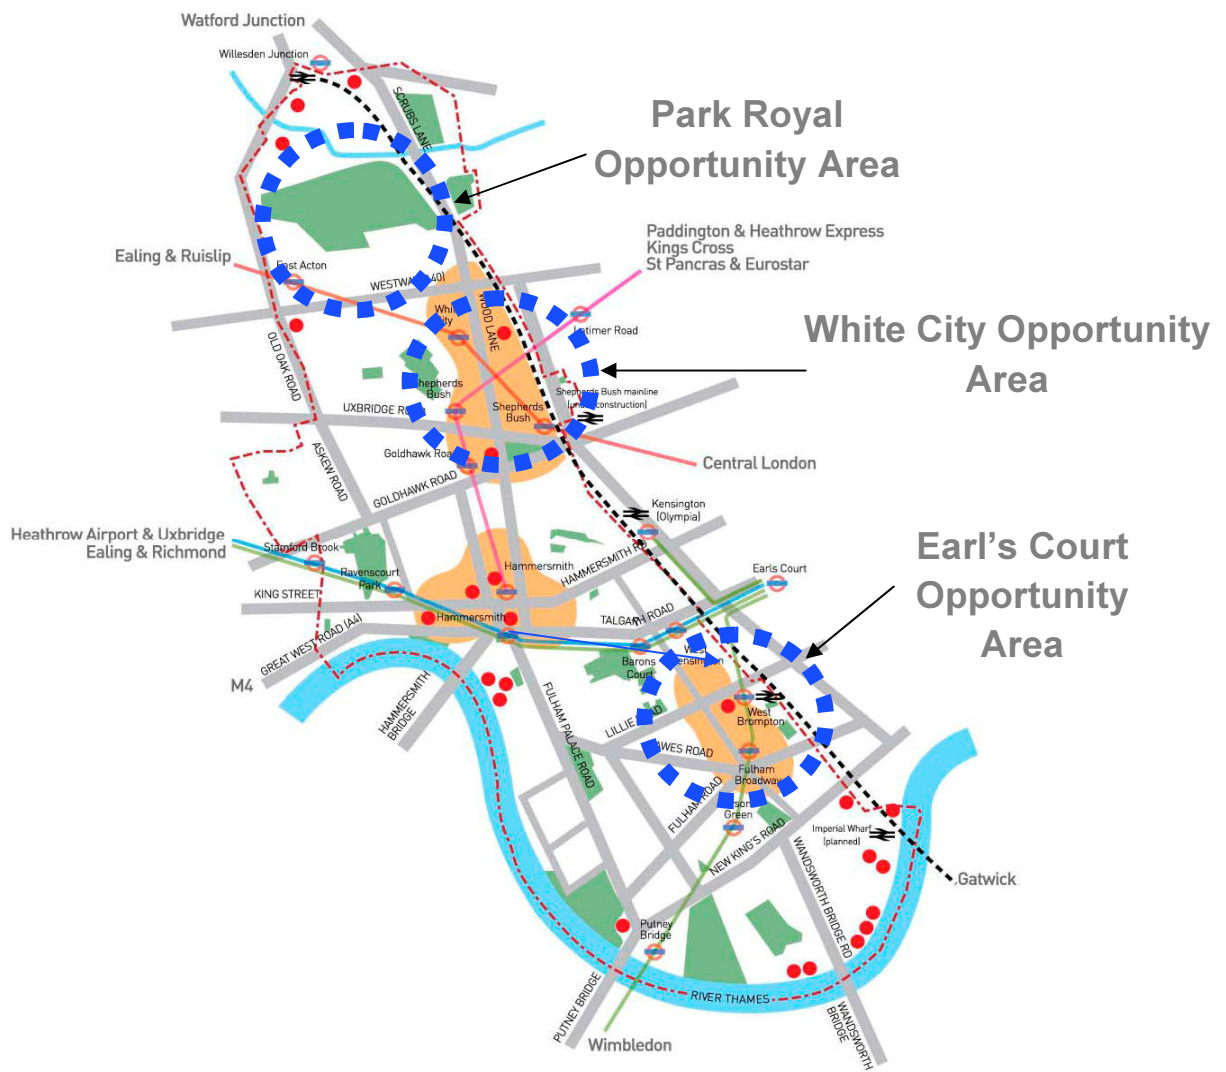 Watford Junction
Willesden Junction
SCRUBS LANE
Park Royal
Opportunity Area
Paddington & Heathrow Express
Kings Cross
St Pancras & Eurostar
Ealing & Ruislip
East Acton
WESTWAY (A40)
WOOD LANE
Latimer Road
White City Opportunity
Area
OLD OAK ROAD
Shepherds
Bush
Shepherds Bush mainline
UXBRIDGE
Shepherds
Bush
Goldhawk Road
Central London
ASKEW ROAD
GOLDHAWK ROAD
Kensington
(Olympia)
Heathrow Airport & Uxbridge
Ealing & Richmond
Stamford Brook
Ravenscourt
Park
Hammersmith
HAMMERSMITH RD
Earls Court
Earl's Court
Opportunity
Area
KING STREET
Hammersmith
TALGARTH ROAD
GREAT WEST ROAD (A4)
Barons
Court
West
Kensington
M4
HAMMERSMITH
BRIDGE
FULHAM PALACE ROAD
LILLIE ROAD
West
Brompton
DAWES ROAD
Fulham
Broadway
FULHAM ROAD
Green
NEW KING'S ROAD
Imperial Wharf
(planned)
WANDSWORTH BRIDGE RD
Gatwick
Putney
Bridge
PUTNEY BRIDGE
RIVER THAMES
WANDSWORTH
BRIDGE
Wimbledon